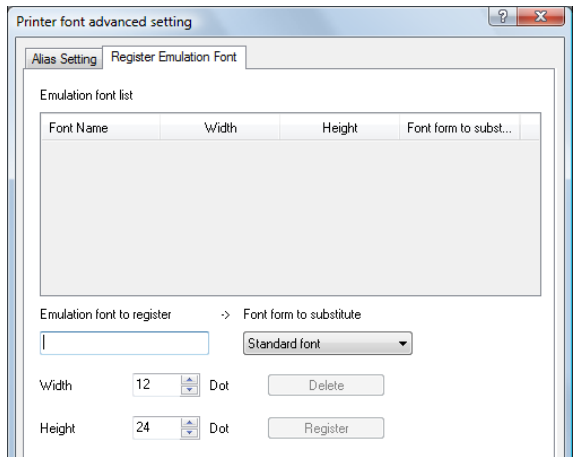 Printer font advanced setting
Alias Setting Register Emulation Font
Emulation font list
Font Name Width Height Font form to subst...
Emulation font to register -> Font form to substitute
Standard font
Width 12 Dot Delete
Height 24 Dot Register